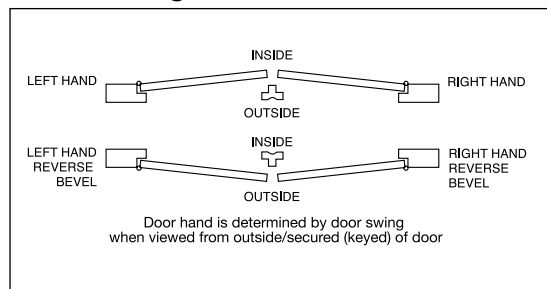 INSIDE
LEFT HAND
RIGHT HAND
OUTSIDE
LEFT HAND
REVERSE
BEVEL
INSIDE
RIGHT HAND
REVERSE
BEVEL
OUTSIDE
Door hand is determined by door swing
when viewed from outside/secured (keyed) of door